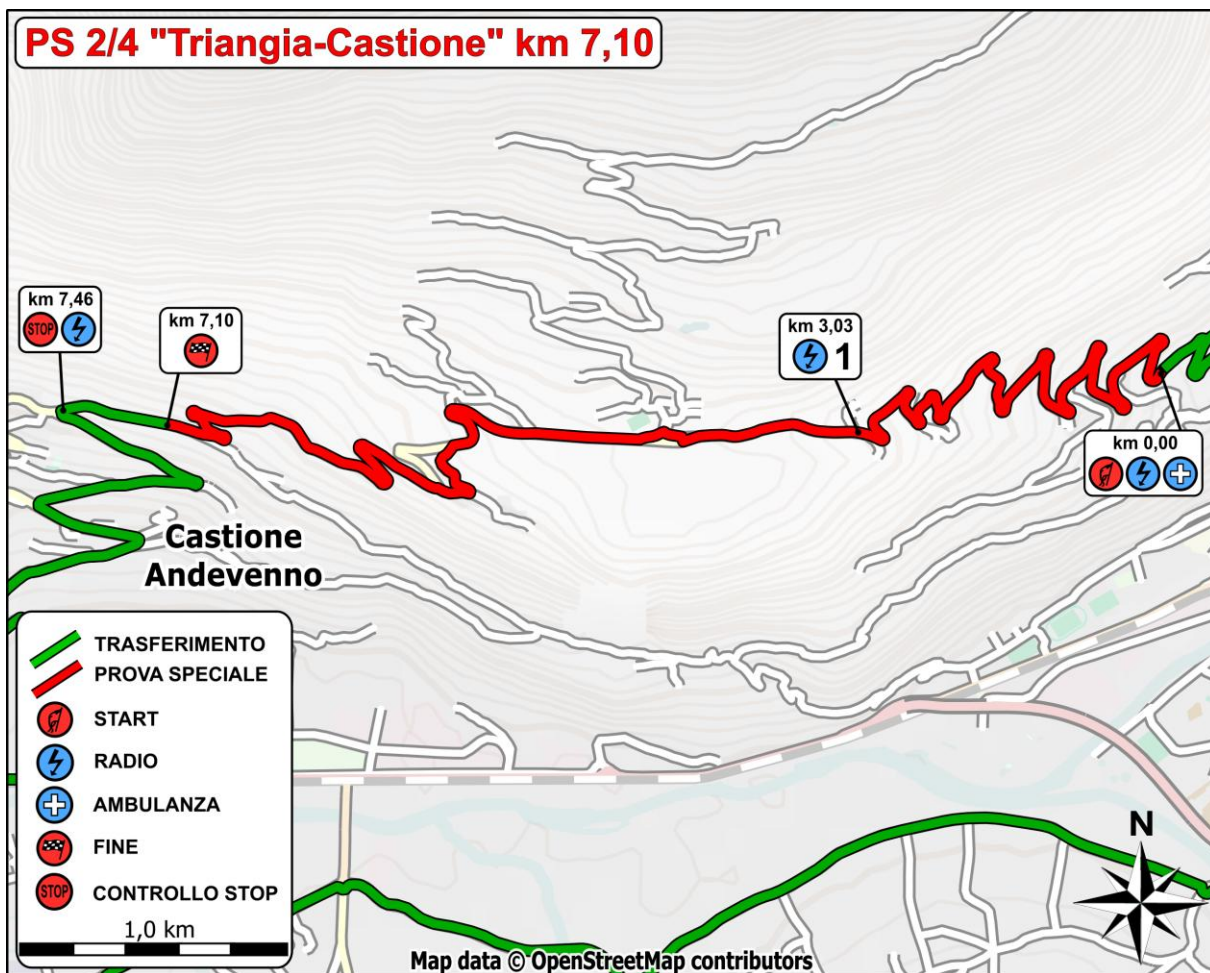 PS 2/4 "Triangia-Castione" km 7,10
km 7,46
STOP
km 7,10
km 3,03
1
km 0,00
Castione
Andevenno
TRASFERIMENTO
PROVA SPECIALE
START
RADIO
AMBULANZA
FINE
STOP
CONTROLLO STOP
1,0 km
N
Map data © OpenStreetMap contributors